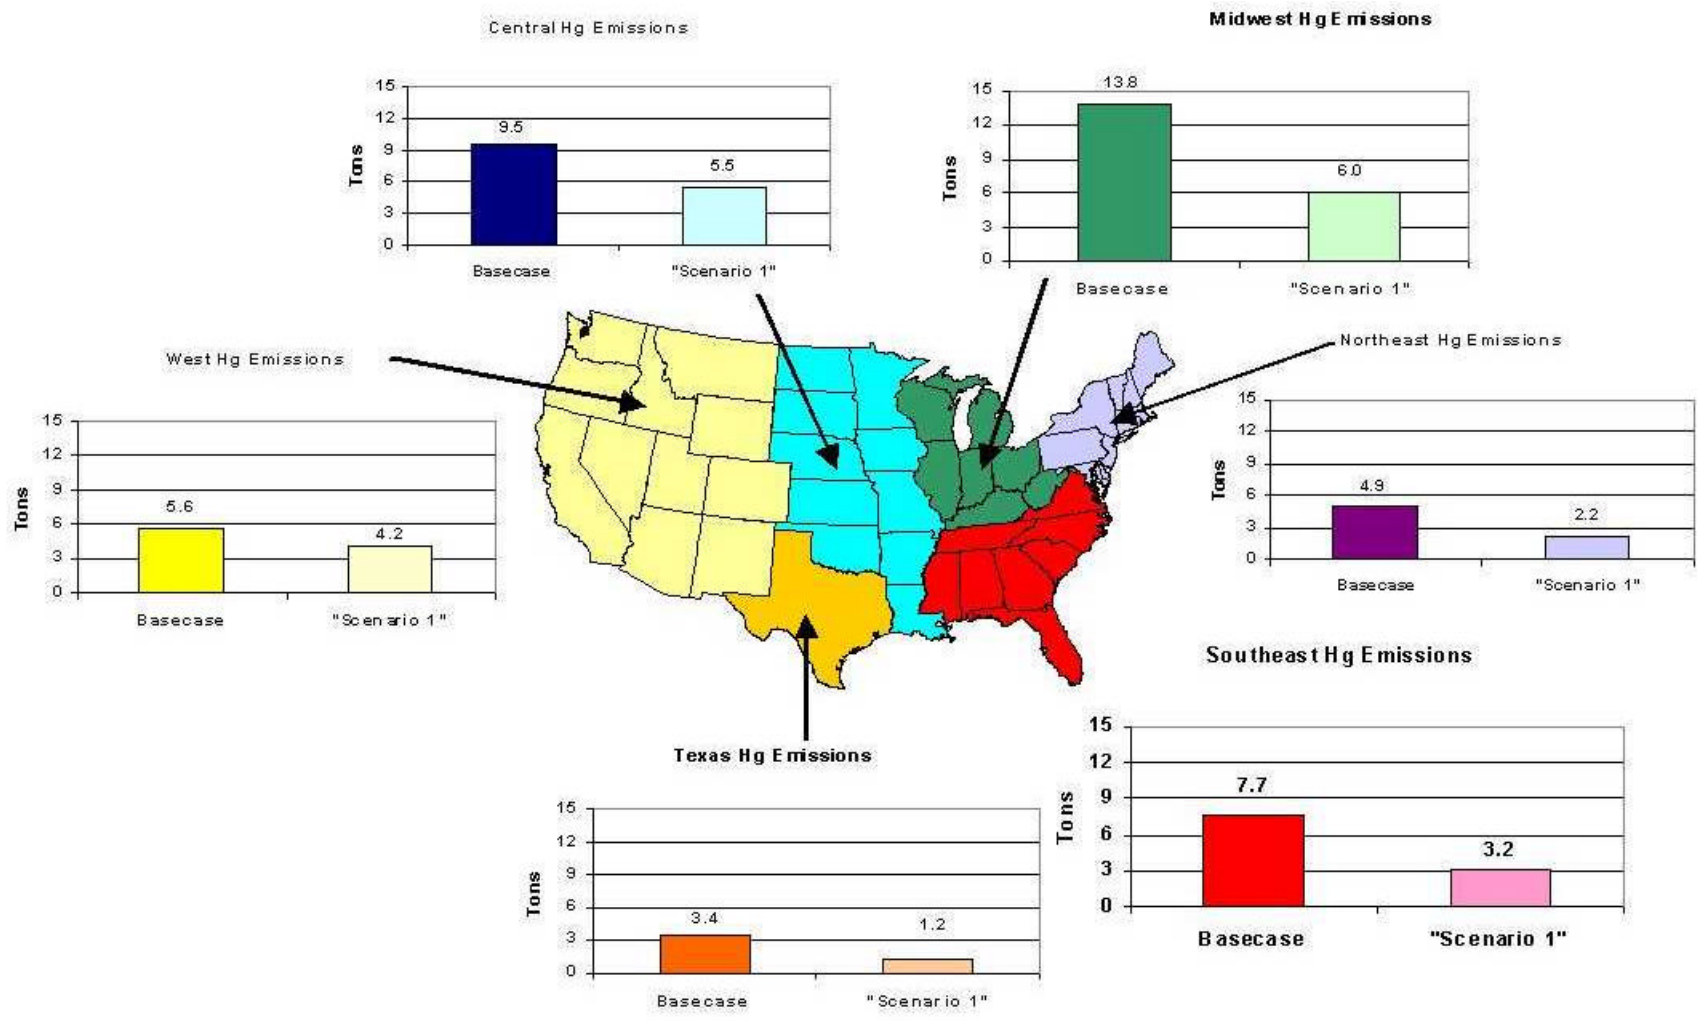 Central Hg Emissions
15
12
9
6
3
0
Tons
9.5
5.5
Basecase
"Scenario 1"
Midwest Hg Emissions
15
12
9
6
3
0
Tons
13.8
6.0
Basecase
"Scenario 1"
West Hg Emissions
15
12
9
6
3
0
Tons
5.6
4.2
Basecase
"Scenario 1"
Northeast Hg Emissions
15
12
9
6
3
0
Tons
4.9
2.2
Basecase
"Scenario 1"
Texas Hg Emissions
15
12
9
6
3
0
Tons
3.4
1.2
Basecase
"Scenario 1"
Southeast Hg Emissions
15
12
9
6
3
0
Tons
7.7
3.2
Basecase
"Scenario 1"